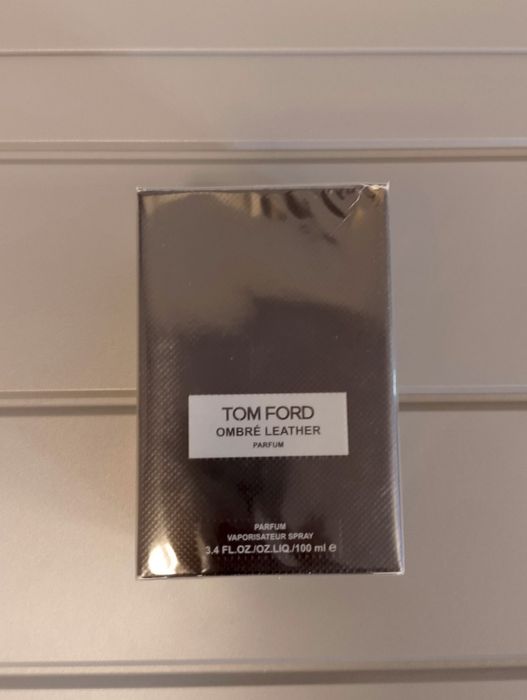 TOM FORD
OMBRÉ LEATHER
PARFUM
PARFUM
VAPORISATEUR SPRAY
3.4 FL.OZ./OZ.LIQ./100 ml ℮